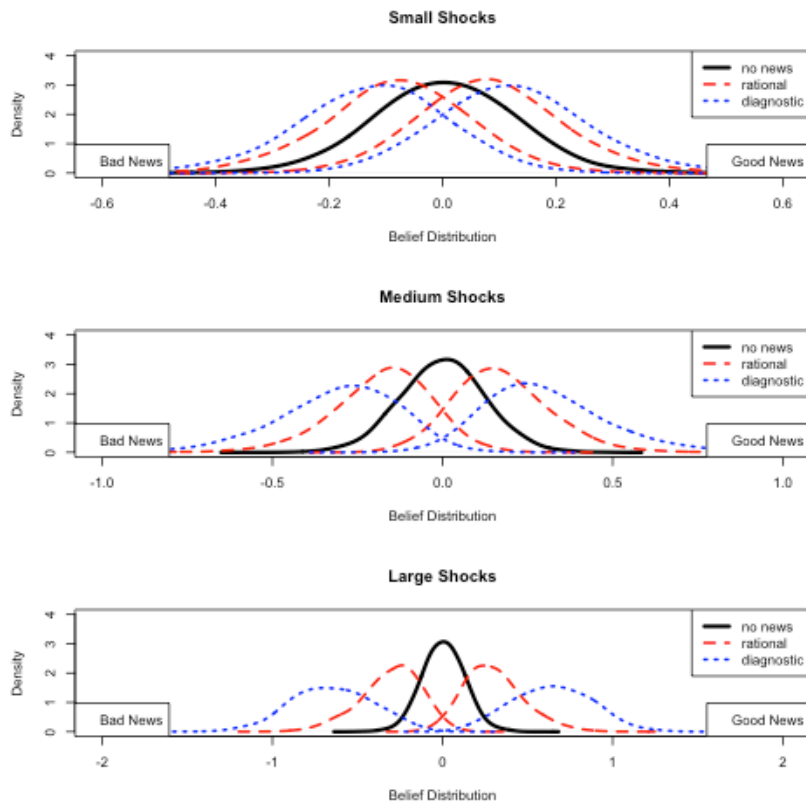 Small Shocks
Density
4
3
2
1
0
no news
rational
diagnostic
Bad News
Good News
-0.6 -0.4 -0.2 0.0 0.2 0.4 0.6
Belief Distribution
Medium Shocks
Density
4
3
2
1
0
no news
rational
diagnostic
Bad News
Good News
-1.0 -0.5 0.0 0.5 1.0
Belief Distribution
Large Shocks
Density
4
3
2
1
0
no news
rational
diagnostic
Bad News
Good News
-2 -1 0 1 2
Belief Distribution